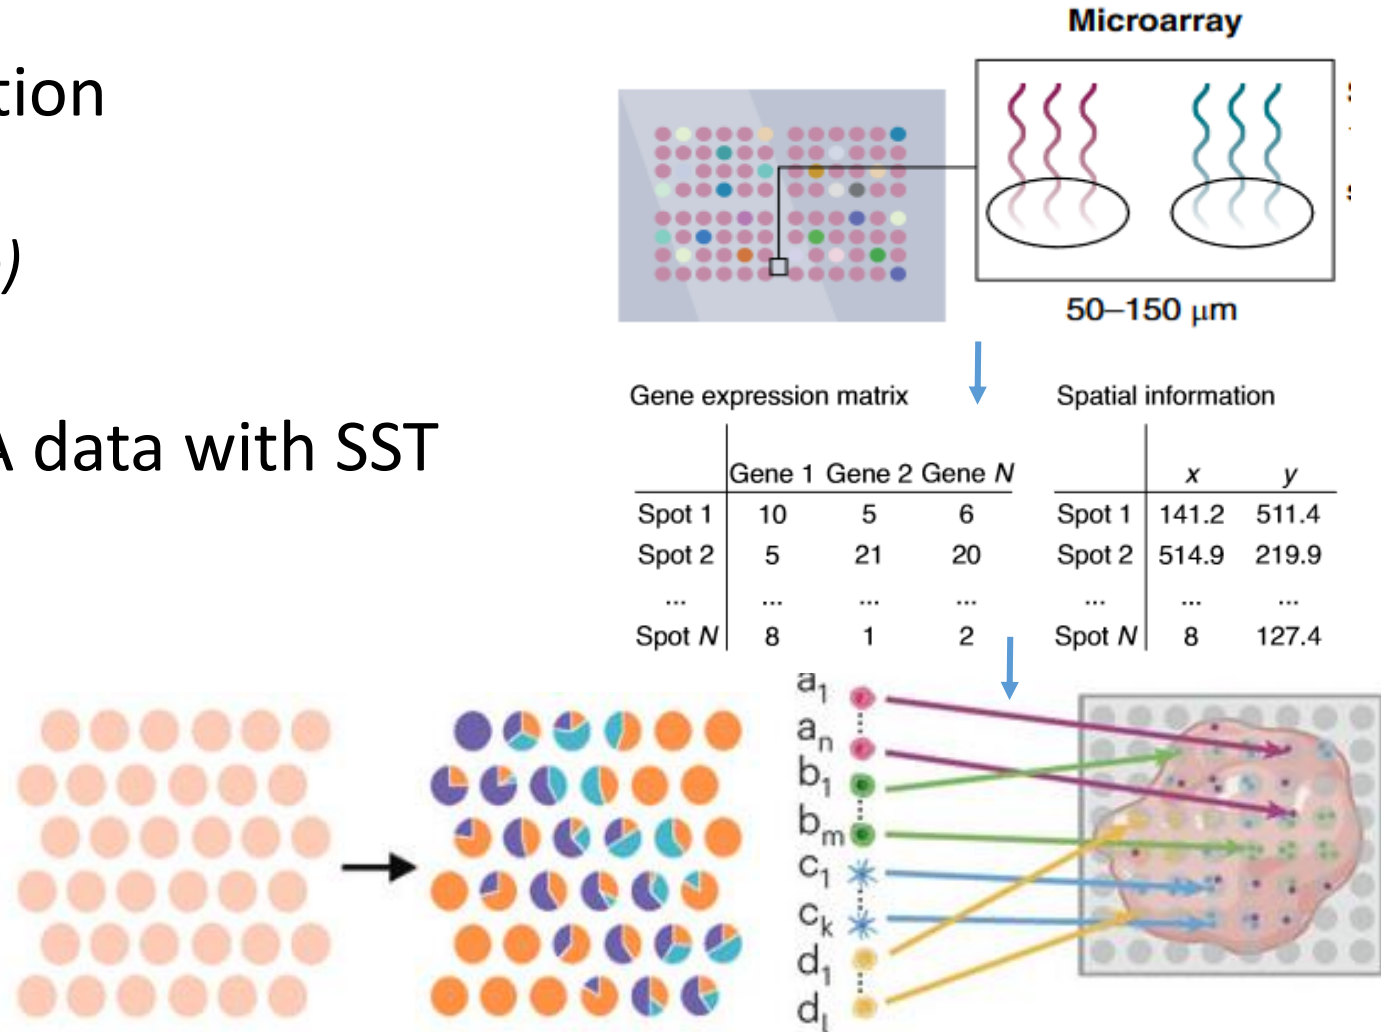 tion
)
A data with SST
Microarray
50–150 μm
Gene expression matrix
Gene 1 Gene 2 Gene N
Spot 1 10 5 6
Spot 2 5 21 20
... ... ... ...
Spot N 8 1 2
Spatial information
x y
Spot 1 141.2 511.4
Spot 2 514.9 219.9
... ... ...
Spot N 8 127.4
a1
an
b1
bm
c1
ck
d1
dl